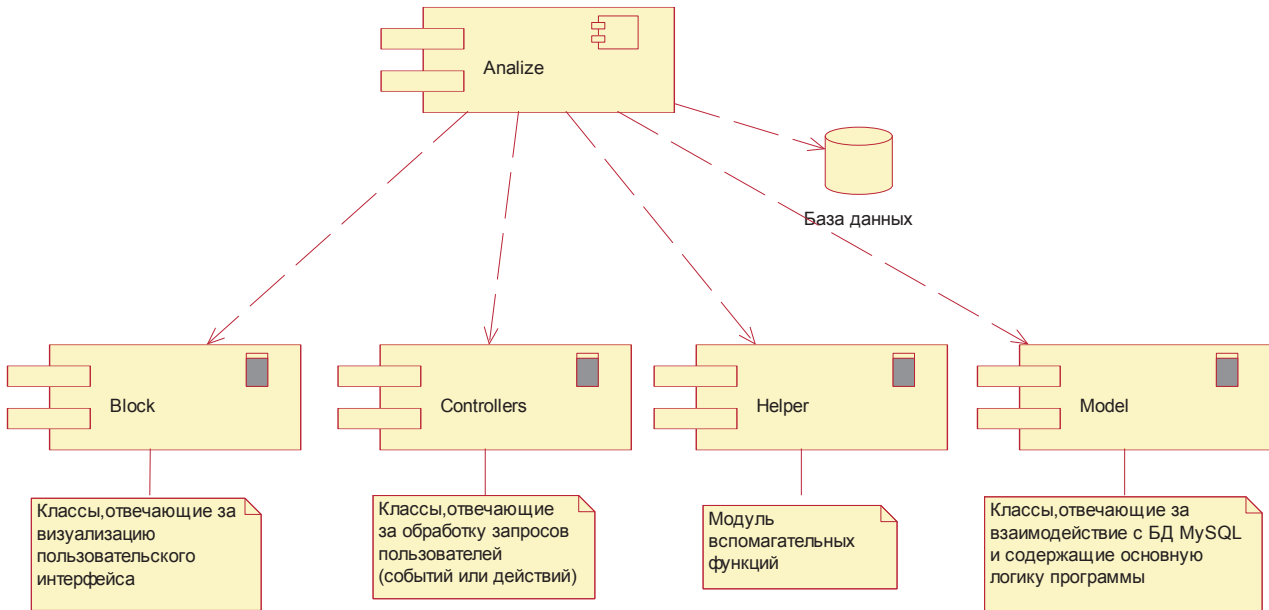 Analize
База данных
Block
Controllers
Helper
Model
Классы,отвечающие за
визуализацию
пользовательского
интерфейса
Классы,отвечающие
за обработку запросов
пользователей
(событий или действий)
Модуль
вспомагательных
функций
Классы,отвечающие за
взаимодействие с БД MySQL
и содержащие основную
логику программы